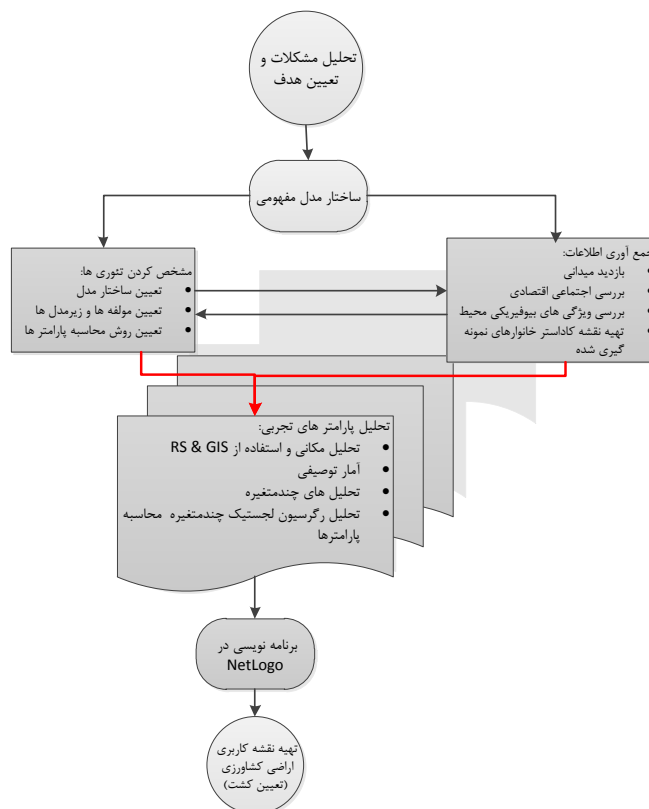 تحلیل مشکلات و
تعیین هدف
ساختار مدل مفهومی
جمع آوری اطلاعات:
• بازدید میدانی
• بررسی اجتماعی اقتصادی
• بررسی ویژگی های بیوفیریکی محیط
• تهیه نقشه کاداستر خانوارهای نمونه
گیری شده
مشخص کردن تئوری ها:
• تعیین ساختار مدل
• تعیین مولفه ها و زیرمدل ها
• تعیین روش محاسبه پارامتر ها
تحلیل پارامتر های تجربی:
• تحلیل مکانی و استفاده از RS & GIS
• آمار توصیفی
• تحلیل های چندمتغیره
• تحلیل رگرسیون لجستیک چندمتغیره محاسبه
پارامترها
برنامه نویسی در
NetLogo
تهیه نقشه کاربری
اراضی کشاورزی
(تعیین کشت)